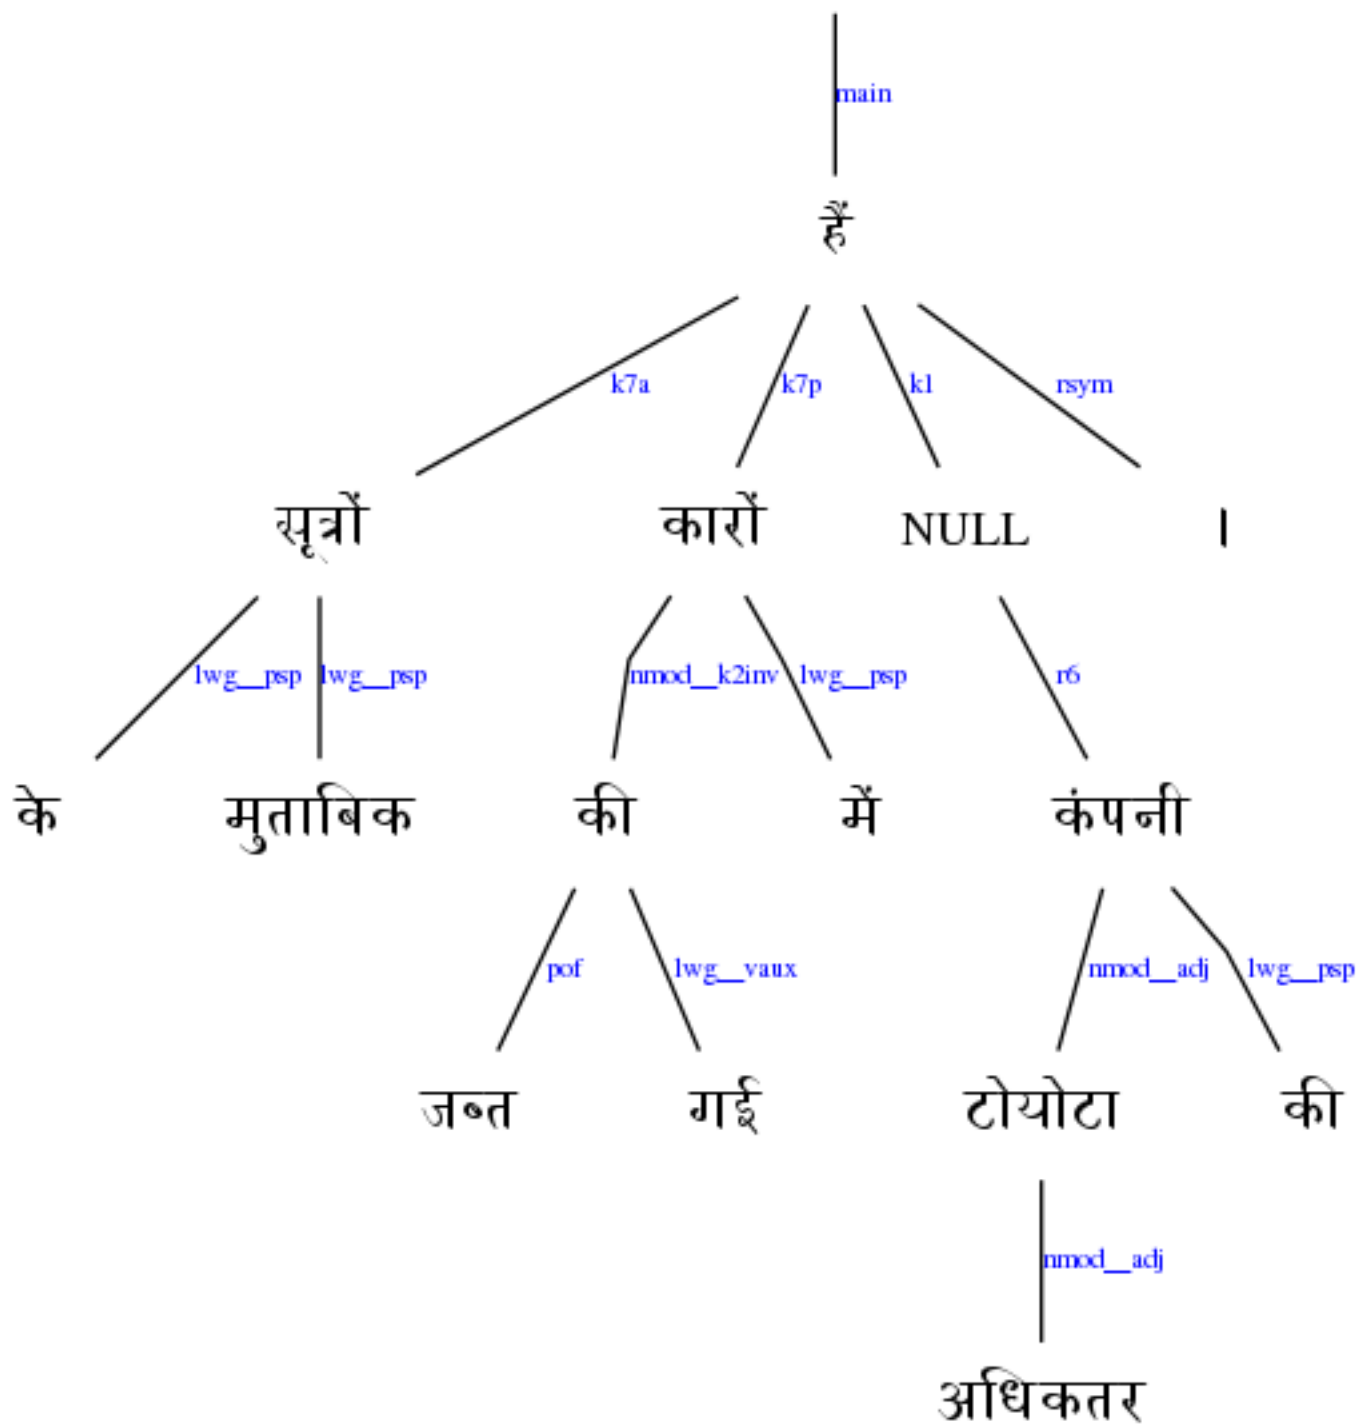 main
हैं
k7a k7p k1 rsym
सूत्रों कारों NULL ।
lwg__psp lwg__psp nmod__k2inv lwg__psp r6
के मुताबिक की में कंपनी
pof lwg__vaux nmod__adj lwg__psp
जब्त गई टोयोटा की
nmod__adj
अधिकतर